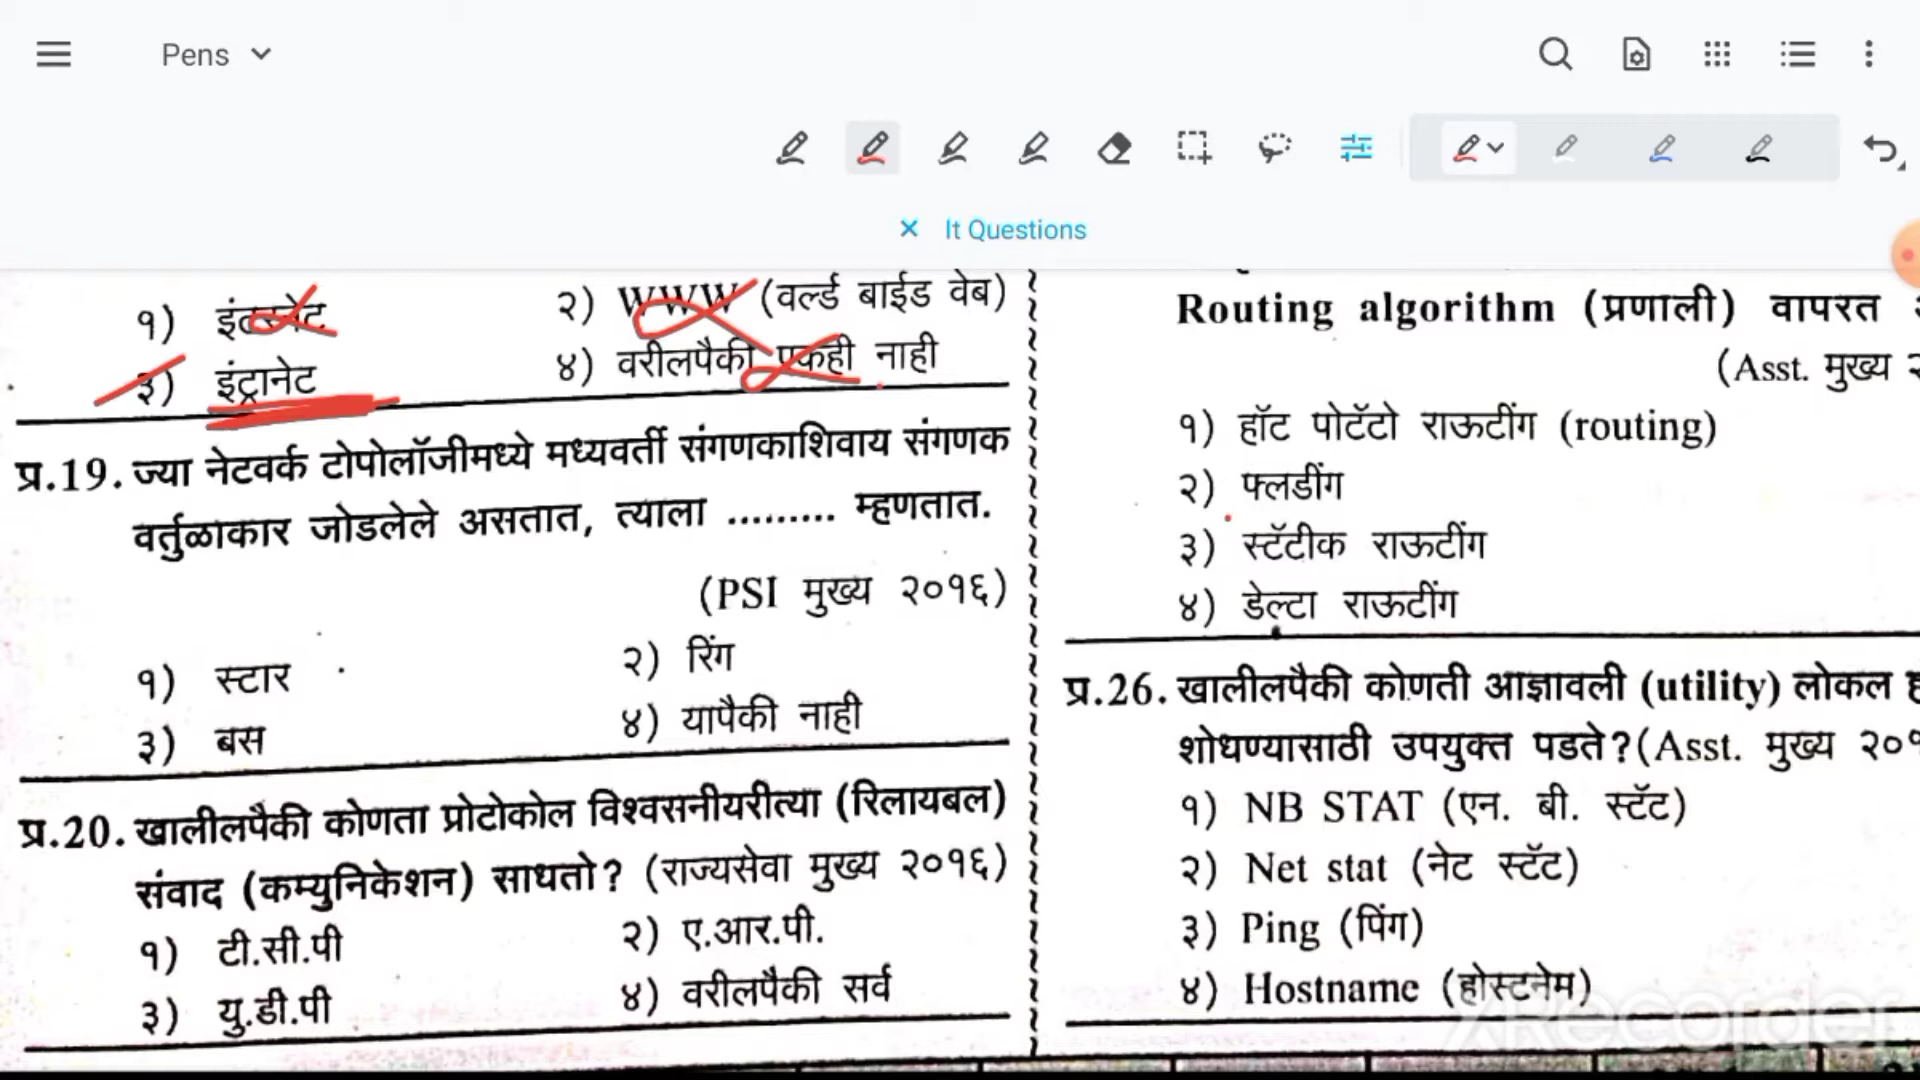 Pens
It Questions
१) इंटरनेट
२) WWW (वर्ल्ड बाईड वेब)
३) इंट्रानेट
४) वरीलपैकी एकही नाही
प्र.19. ज्या नेटवर्क टोपोलॉजीमध्ये मध्यवर्ती संगणकाशिवाय संगणक
वर्तुळाकार जोडलेले असतात, त्याला ......... म्हणतात.
(PSI मुख्य २०१६)
१) स्टार
२) रिंग
३) बस
४) यापैकी नाही
प्र.20. खालीलपैकी कोणता प्रोटोकोल विश्वसनीयरीत्या (रिलायबल)
संवाद (कम्युनिकेशन) साधतो? (राज्यसेवा मुख्य २०१६)
१) टी.सी.पी
२) ए.आर.पी.
३) यु.डी.पी
४) वरीलपैकी सर्व
Routing algorithm (प्रणाली) वापरत
(Asst. मुख्य २
१) हॉट पोटॅटो राऊटींग (routing)
२) फ्लडींग
३) स्टॅटीक राऊटींग
४) डेल्टा राऊटींग
प्र.26. खालीलपैकी कोणती आज्ञावली (utility) लोकल
शोधण्यासाठी उपयुक्त पडते? (Asst. मुख्य २०१
१) NB STAT (एन. बी. स्टॅट)
२) Net stat (नेट स्टॅट)
३) Ping (पिंग)
४) Hostname (होस्टनेम)
XRecorder